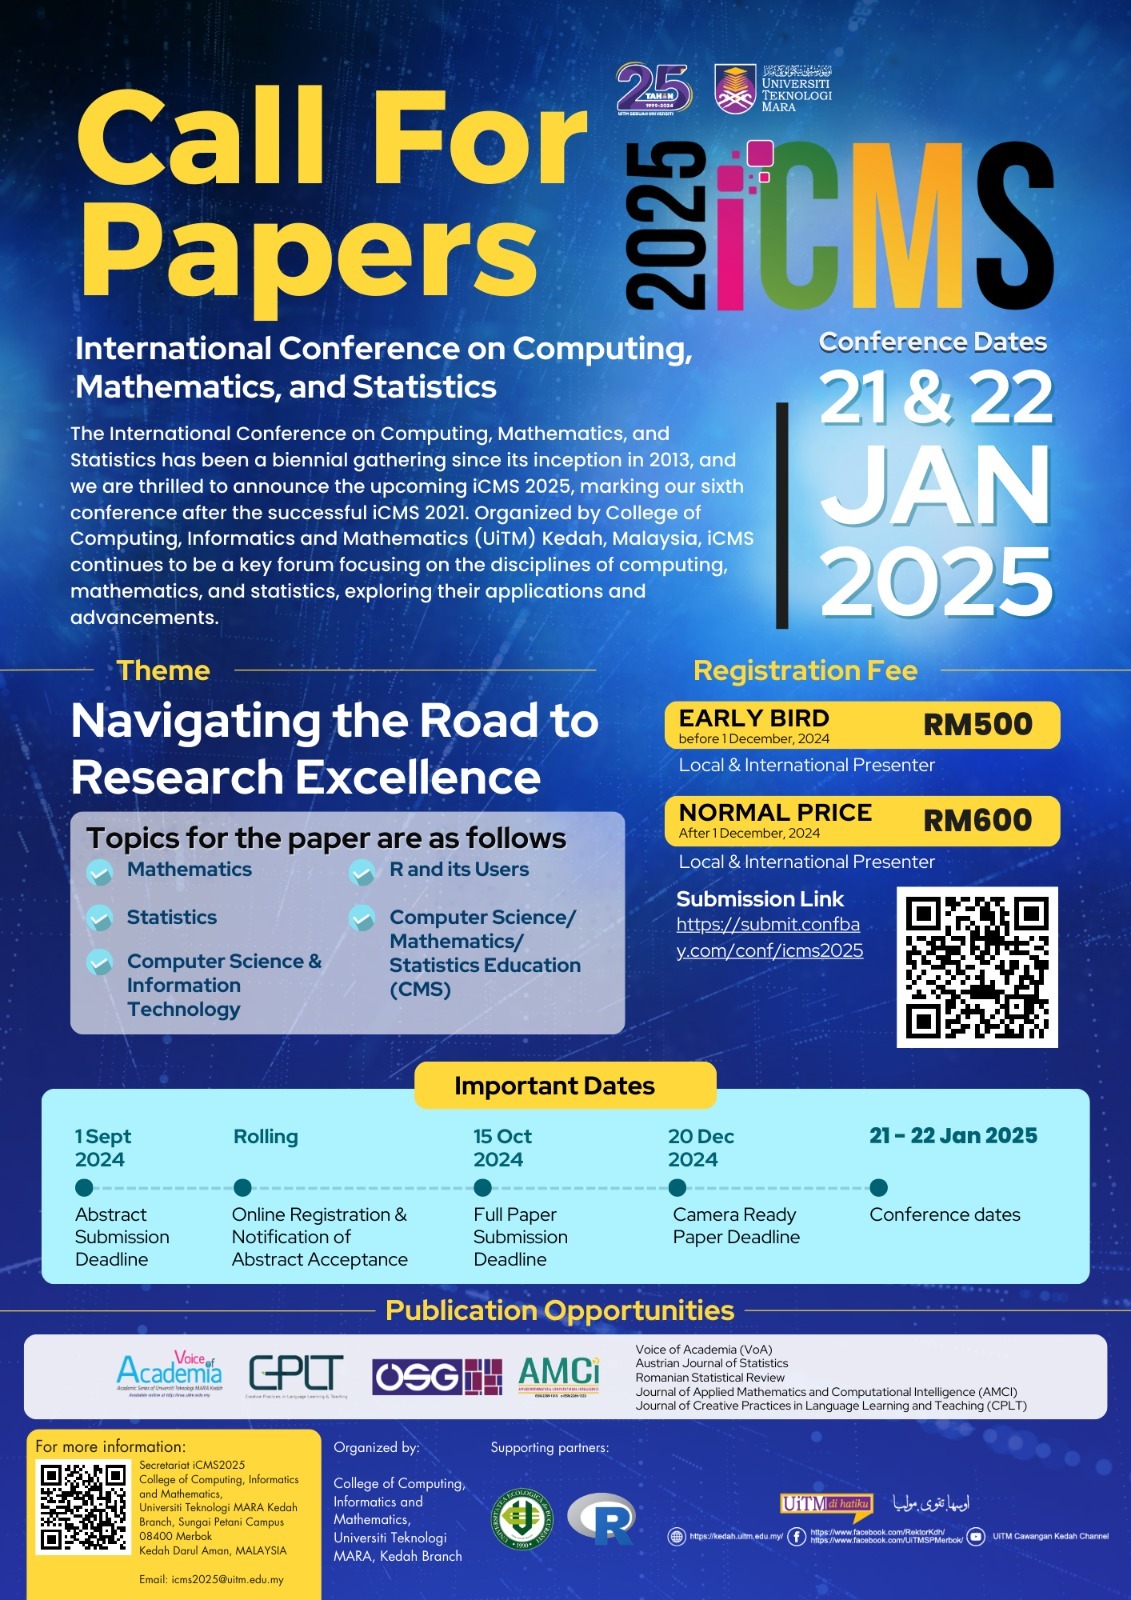 Call For
Papers
25
TAHUN
1999-2024
UNIVERSITI
TEKNOLOGI
MARA
2025
iCMS
International Conference on Computing,
Mathematics, and Statistics
The International Conference on Computing, Mathematics, and
Statistics has been a biennial gathering since its inception in 2013, and
we are thrilled to announce the upcoming iCMS 2025, marking our sixth
conference after the successful iCMS 2021. Organized by College of
Computing, Informatics and Mathematics (UiTM) Kedah, Malaysia, iCMS
continues to be a key forum focusing on the disciplines of computing,
mathematics, and statistics, exploring their applications and
advancements.
Conference Dates
21 & 22
JAN
2025
Theme
Navigating the Road to
Research Excellence
Topics for the paper are as follows
Mathematics
Statistics
Computer Science &
Information
Technology
R and its Users
Computer Science/
Mathematics/
Statistics Education
(CMS)
Registration Fee
EARLY BIRD
before 1 December, 2024
RM500
Local & International Presenter
NORMAL PRICE
After 1 December, 2024
RM600
Local & International Presenter
Submission Link
https://submit.confba
y.com/conf/icms2025
Important Dates
1 Sept
2024
Abstract
Submission
Deadline
Rolling
Online Registration &
Notification of
Abstract Acceptance
15 Oct
2024
Full Paper
Submission
Deadline
20 Dec
2024
Camera Ready
Paper Deadline
21 - 22 Jan 2025
Conference dates
Publication Opportunities
Voice of
Academia
CPLT
OSG
AMCi
Voice of Academia (VoA)
Austrian Journal of Statistics
Romanian Statistical Review
Journal of Applied Mathematics and Computational Intelligence (AMCI)
Journal of Creative Practices in Language Learning and Teaching (CPLT)
For more information:
Secretariat iCMS2025
College of Computing, Informatics
and Mathematics,
Universiti Teknologi MARA Kedah
Branch, Sungai Petani Campus
08400 Merbok
Kedah Darul Aman, MALAYSIA
Email: icms2025@uitm.edu.my
Organized by:
College of Computing,
Informatics and
Mathematics,
Universiti Teknologi
MARA, Kedah Branch
Supporting partners:
R
UiTM di hatiku
https://kedah.uitm.edu.my/
https://www.facebook.com/RektorKdh/
https://www.facebook.com/UiTMSPMerbok/
UiTM Cawangan Kedah Channel